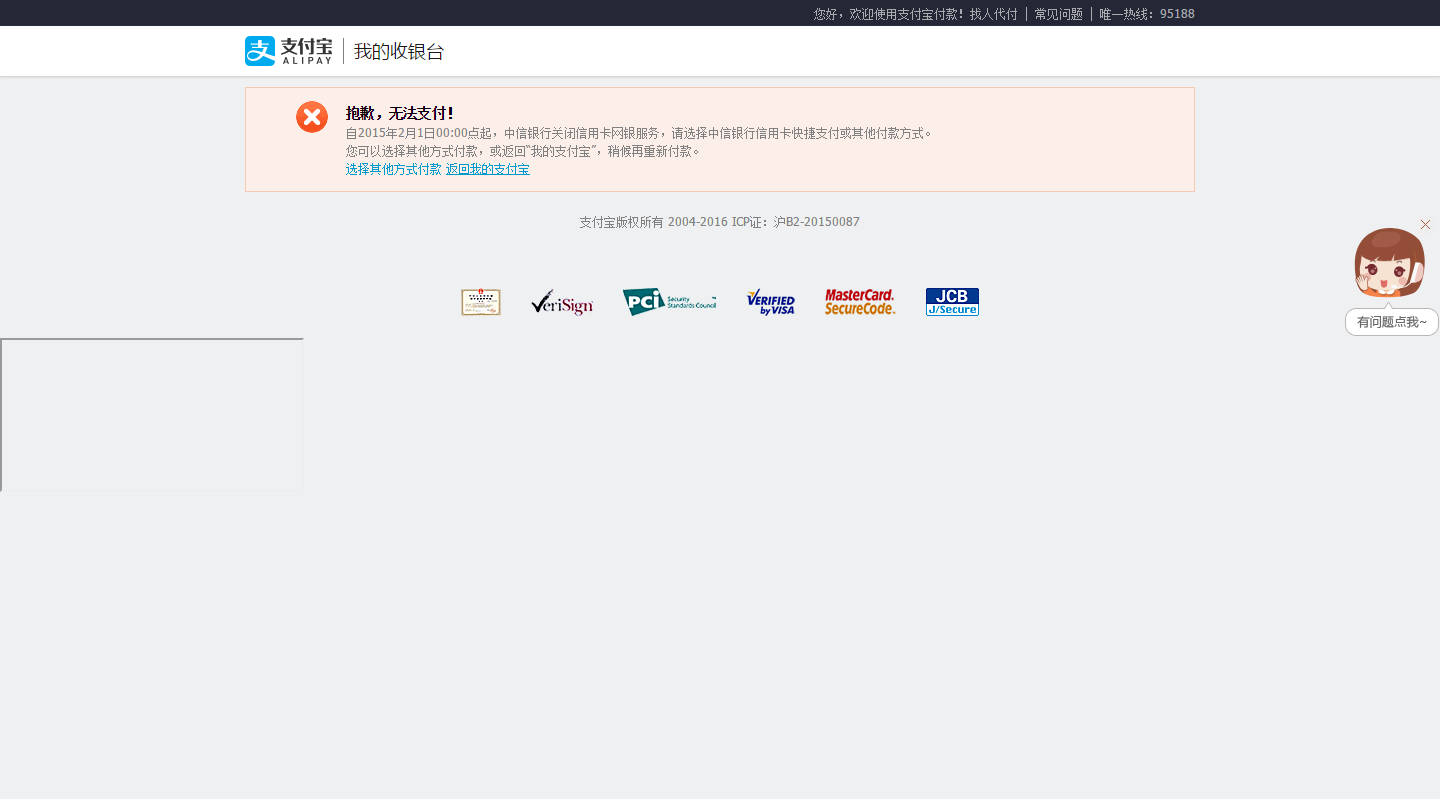 您好，欢迎使用支付宝付款！找人代付 | 常见问题 | 唯一热线：95188
支付宝
ALIPAY
我的收银台
抱歉，无法支付！
自2015年2月1日00:00点起，中信银行关闭信用卡网银服务，请选择中信银行信用卡快捷支付或其他付款方式。
您可以选择其他方式付款，或返回“我的支付宝”，稍候再重新付款。
选择其他方式付款 返回我的支付宝
支付宝版权所有 2004-2016 ICP证：沪B2-20150087
VeriSign
PCI Security Standards Council
VERIFIED by VISA
MasterCard. SecureCode.
JCB J/Secure
有问题点我~